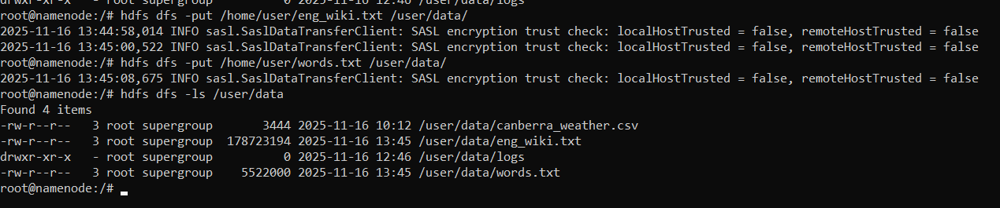 drwxr-xr-x   - root supergroup          0 2025-11-16 12:46 /user/data/logs
root@namenode:/# hdfs dfs -put /home/user/eng_wiki.txt /user/data/
2025-11-16 13:44:58,014 INFO sasl.SaslDataTransferClient: SASL encryption trust check: localHostTrusted = false, remoteHostTrusted = false
2025-11-16 13:45:00,522 INFO sasl.SaslDataTransferClient: SASL encryption trust check: localHostTrusted = false, remoteHostTrusted = false
root@namenode:/# hdfs dfs -put /home/user/words.txt /user/data/
2025-11-16 13:45:08,675 INFO sasl.SaslDataTransferClient: SASL encryption trust check: localHostTrusted = false, remoteHostTrusted = false
root@namenode:/# hdfs dfs -ls /user/data
Found 4 items
-rw-r--r--   3 root supergroup       3444 2025-11-16 10:12 /user/data/canberra_weather.csv
-rw-r--r--   3 root supergroup  178723194 2025-11-16 13:45 /user/data/eng_wiki.txt
drwxr-xr-x   - root supergroup          0 2025-11-16 12:46 /user/data/logs
-rw-r--r--   3 root supergroup    5522000 2025-11-16 13:45 /user/data/words.txt
root@namenode:/#